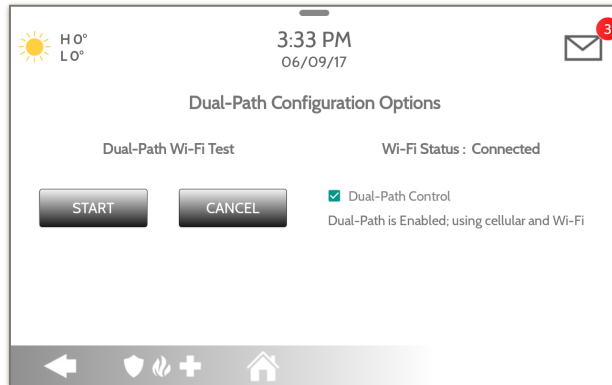 H 0°
L 0°
3:33 PM
06/09/17
3
Dual-Path Configuration Options
Dual-Path Wi-Fi Test
Wi-Fi Status : Connected
START
CANCEL
Dual-Path Control
Dual-Path is Enabled; using cellular and Wi-Fi